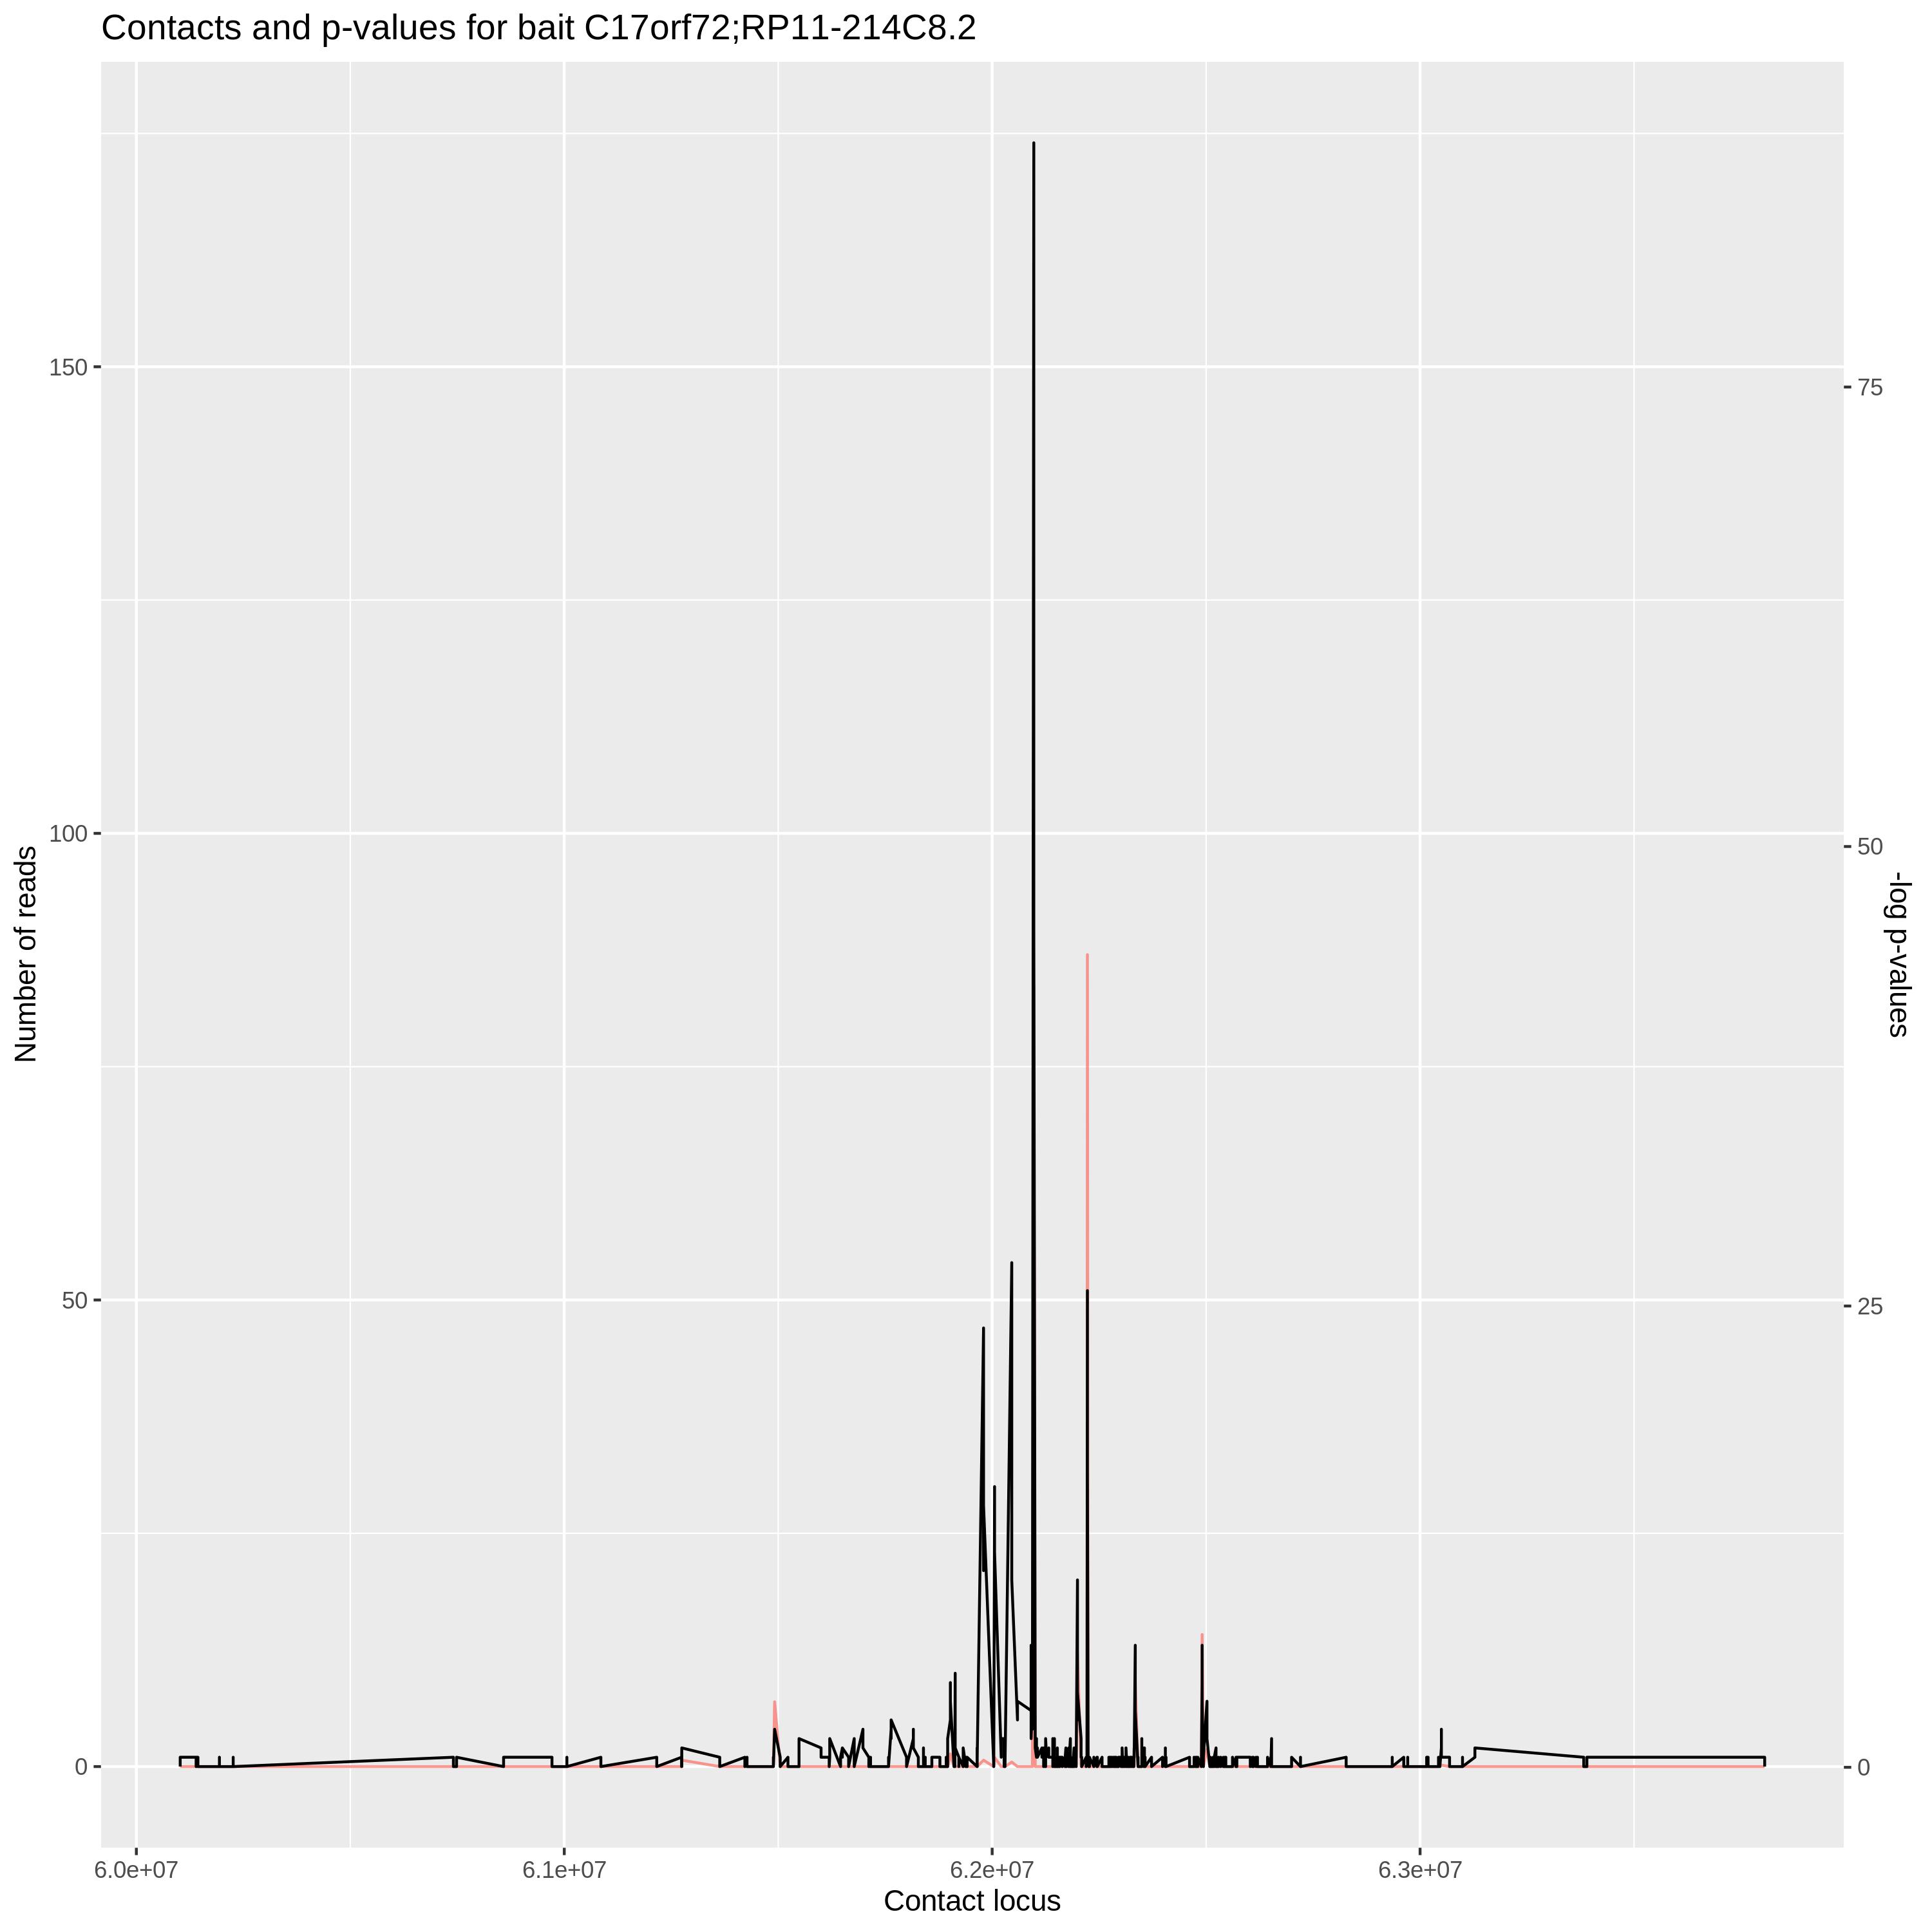 Contacts and p-values for bait C17orf72;RP11-214C8.2
150
100
50
0
75
50
25
0
Number of reads
-log p-values
6.0e+07
6.1e+07
6.2e+07
6.3e+07
Contact locus